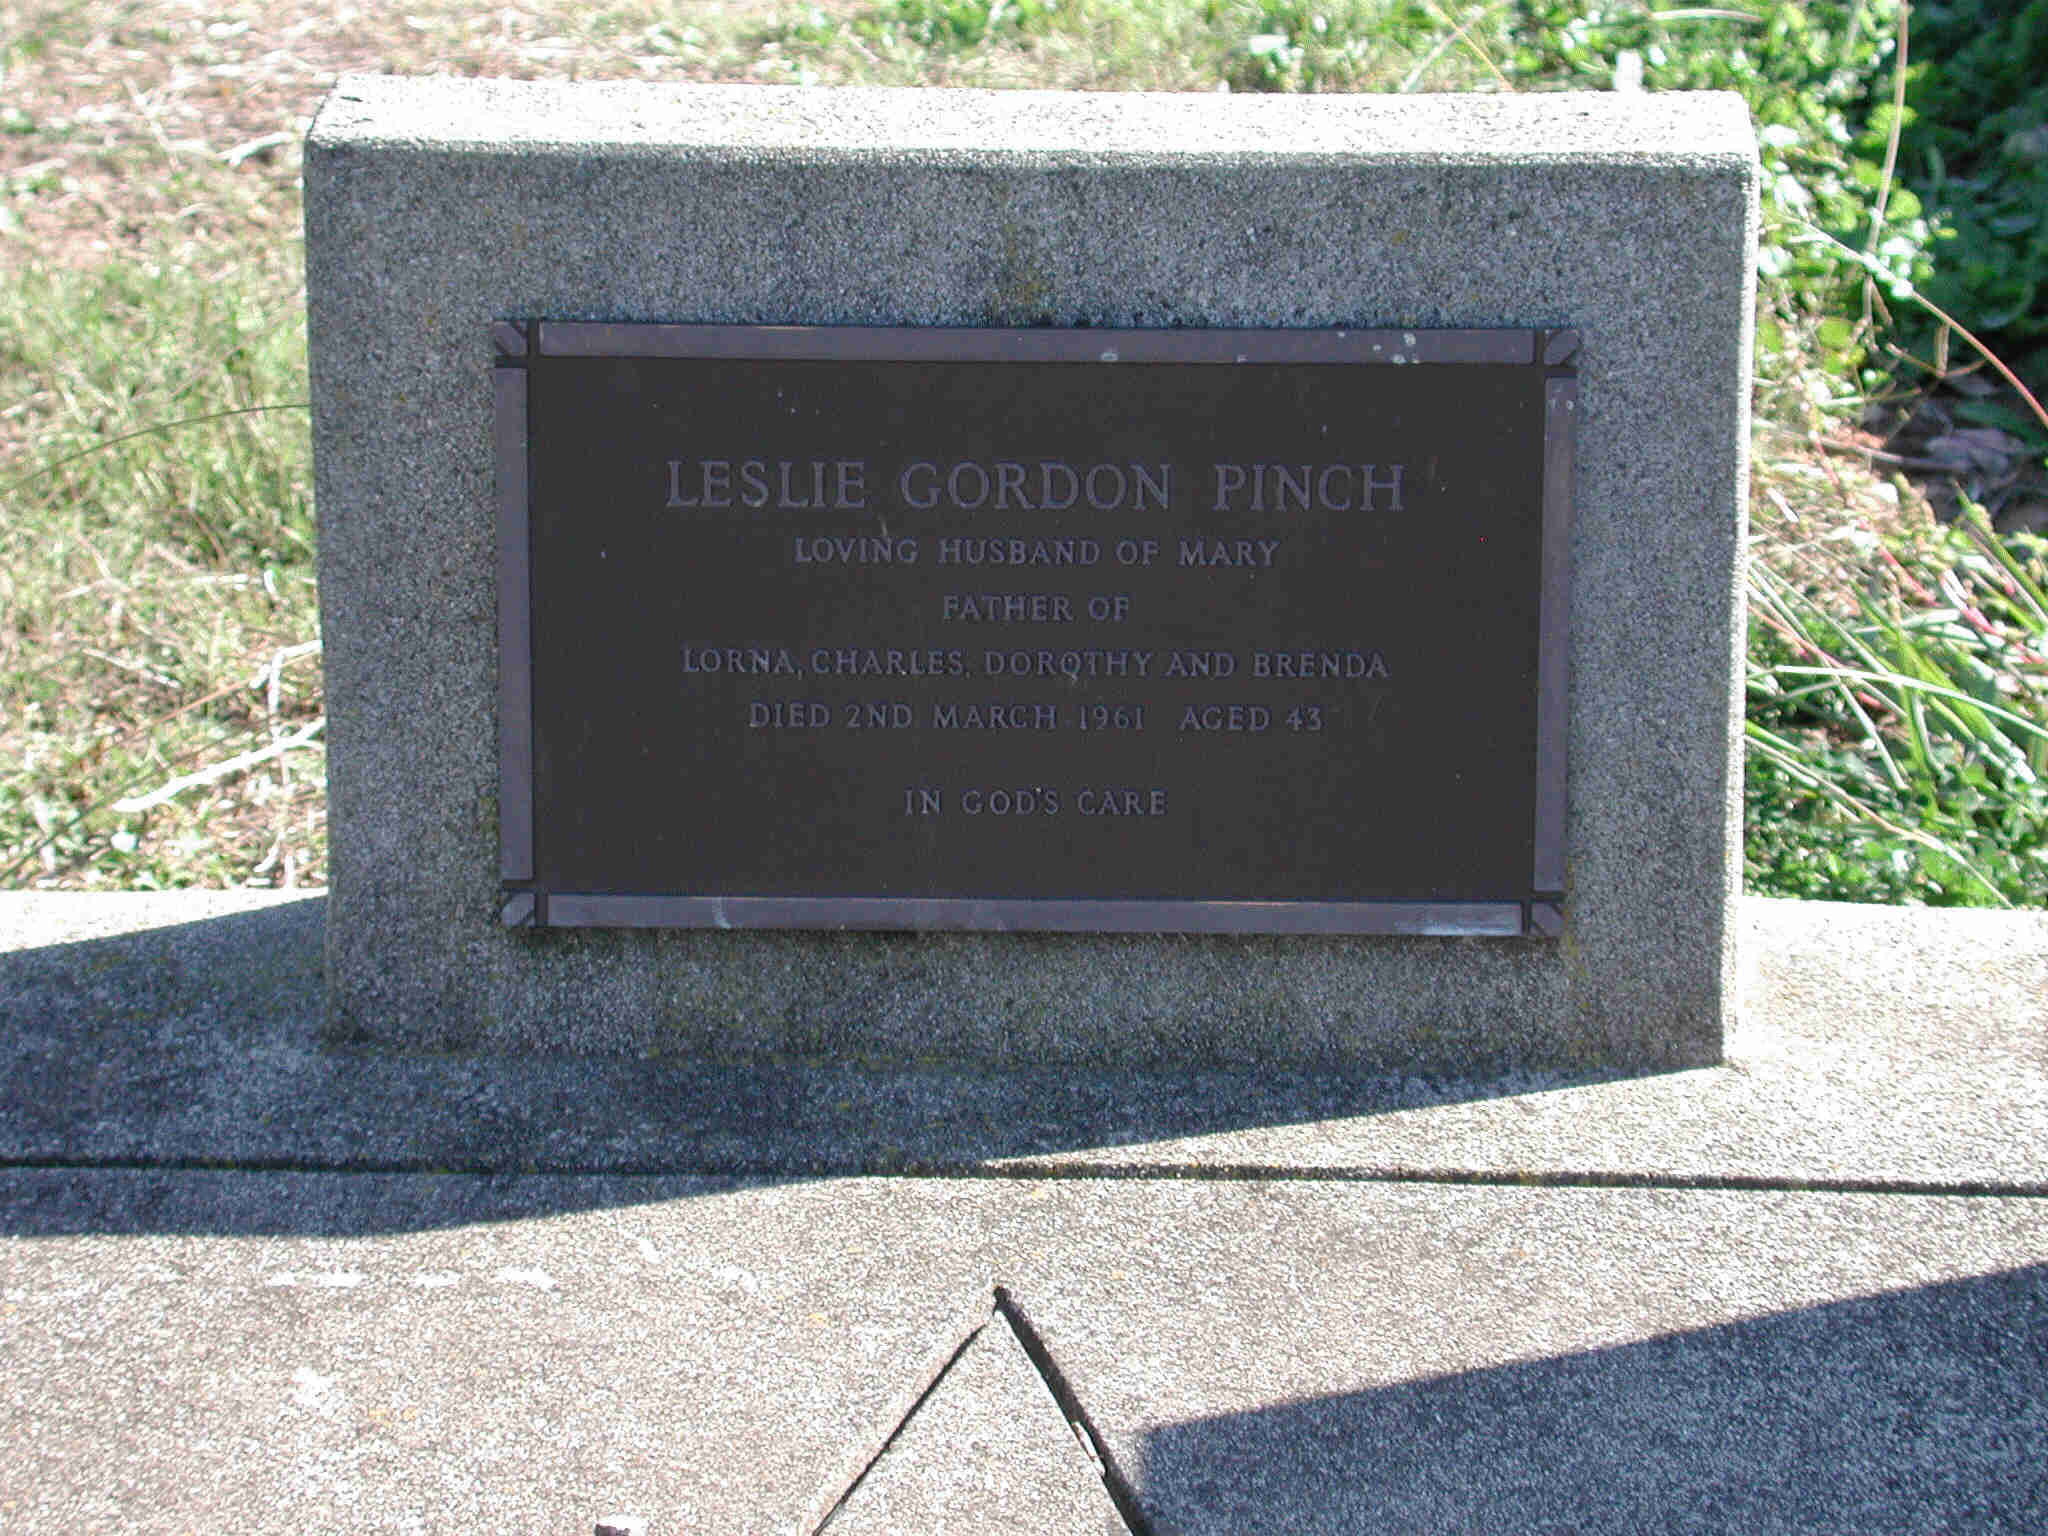 LESLIE GORDON PINCH
LOVING HUSBAND OF MARY
FATHER OF
LORNA, CHARLES, DOROTHY AND BRENDA
DIED 2ND MARCH 1961 AGED 43
IN GOD'S CARE